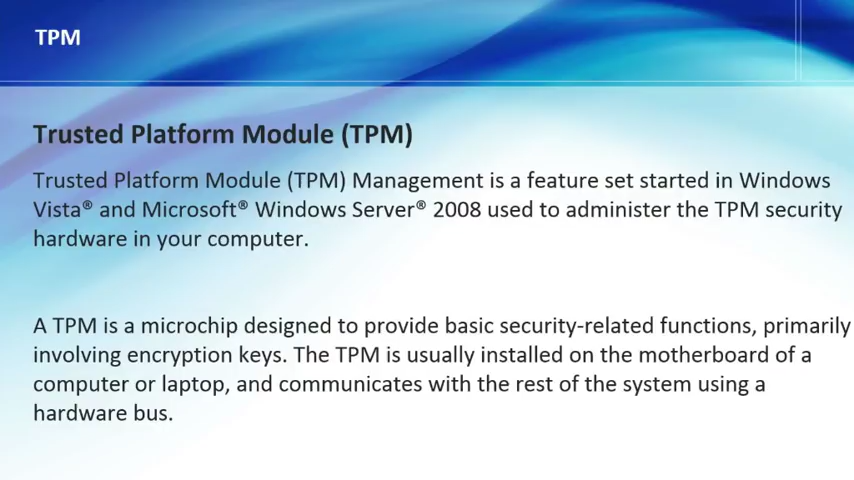 TPM
Trusted Platform Module (TPM)
Trusted Platform Module (TPM) Management is a feature set started in Windows
Vista® and Microsoft® Windows Server® 2008 used to administer the TPM security
hardware in your computer.
A TPM is a microchip designed to provide basic security-related functions, primarily
involving encryption keys. The TPM is usually installed on the motherboard of a
computer or laptop, and communicates with the rest of the system using a
hardware bus.